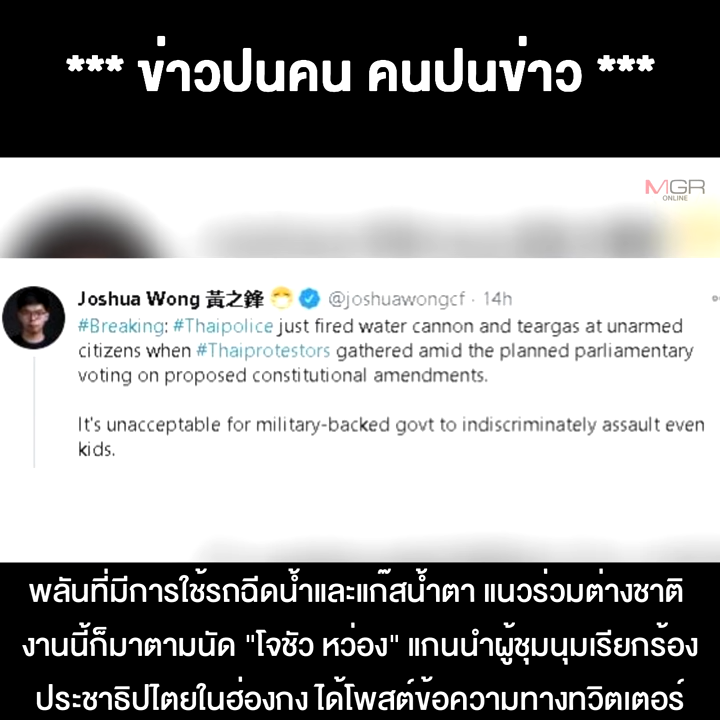 *** ข่าวปนคน คนปนข่าว ***
MGR
ONLINE
Joshua Wong 黃之鋒 😷 @joshuawongcf · 14h
#Breaking: #Thaipolice just fired water cannon and teargas at unarmed
citizens when #Thaiprotestors gathered amid the planned parliamentary
voting on proposed constitutional amendments.
It's unacceptable for military-backed govt to indiscriminately assault even
kids.
พลันที่มีการใช้รถฉีดน้ำและแก๊สน้ำตา แนวร่วมต่างชาติ
งานนี้ก็มาตามนัด "โจชัว หว่อง" แกนนำผู้ชุมนุมเรียกร้อง
ประชาธิปไตยในฮ่องกง ได้โพสต์ข้อความทางทวิตเตอร์